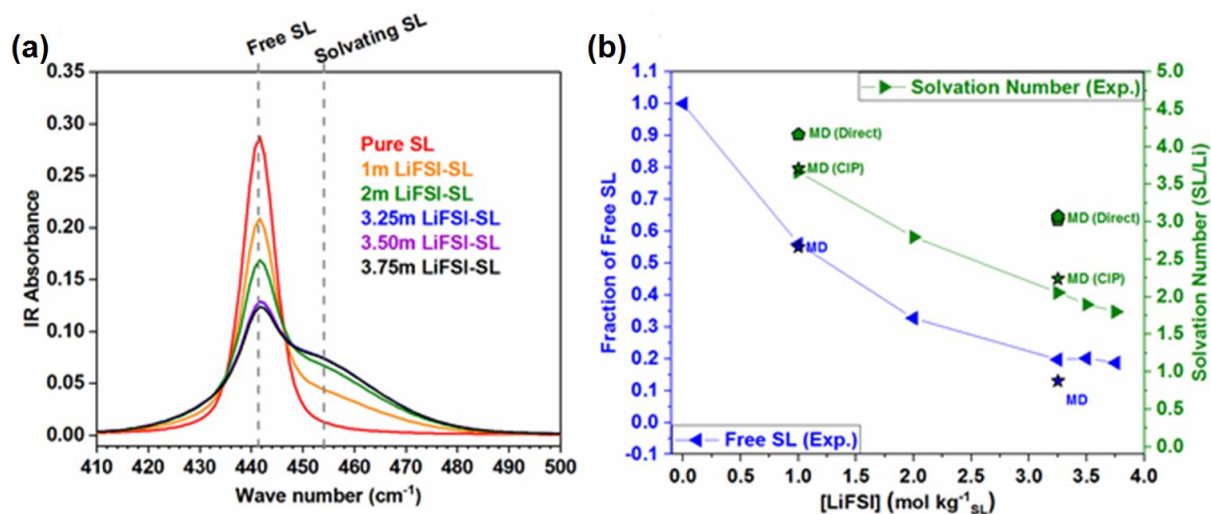 (a)
Free SL
Solvating SL
0.35
0.30
0.25
0.20
0.15
0.10
0.05
0.00
IR Absorbance
Pure SL
1m LiFSI-SL
2m LiFSI-SL
3.25m LiFSI-SL
3.50m LiFSI-SL
3.75m LiFSI-SL
410 420 430 440 450 460 470 480 490 500
Wave number (cm⁻¹)
(b)
1.1
1.0
0.9
0.8
0.7
0.6
0.5
0.4
0.3
0.2
0.1
0.0
-0.1
Fraction of Free SL
Solvation Number (Exp.)
MD (Direct)
MD (CIP)
MD
MD (Direct)
MD (CIP)
MD
Free SL (Exp.)
5.0
4.5
4.0
3.5
3.0
2.5
2.0
1.5
1.0
0.5
0.0
Solvation Number (SL/Li)
0.0 0.5 1.0 1.5 2.0 2.5 3.0 3.5 4.0
[LiFSI] (mol kg⁻¹SL)